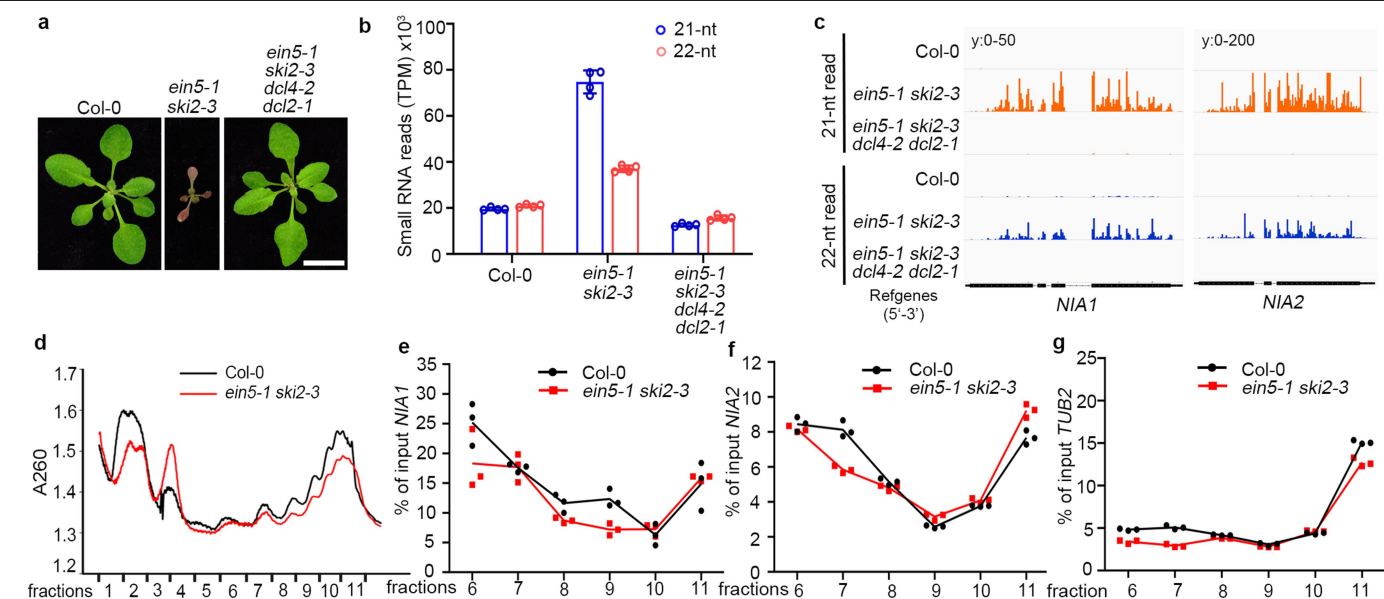 a
Col-0
ein5-1
ski2-3
ein5-1
ski2-3
dcl4-2
dcl2-1
b
Small RNA reads (TPM) x10³
100
80
60
40
20
0
21-nt
22-nt
Col-0
ein5-1
ski2-3
ein5-1
ski2-3
dcl4-2
dcl2-1
c
21-nt read
22-nt read
y:0-50
y:0-200
Col-0
ein5-1 ski2-3
ein5-1 ski2-3
dcl4-2 dcl2-1
Col-0
ein5-1 ski2-3
ein5-1 ski2-3
dcl4-2 dcl2-1
Refgenes
(5‘-3’)
NIA1
NIA2
d
A260
1.7
1.6
1.5
1.4
1.3
1.2
Col-0
ein5-1 ski2-3
fractions 1 2 3 4 5 6 7 8 9 10 11
e
% of input NIA1
35
30
25
20
15
10
5
0
Col-0
ein5-1 ski2-3
fractions 6 7 8 9 10 11
f
% of input NIA2
12
10
8
6
4
2
0
Col-0
ein5-1 ski2-3
fractions 6 7 8 9 10 11
g
% of input TUB2
25
20
15
10
5
0
Col-0
ein5-1 ski2-3
fractions 6 7 8 9 10 11